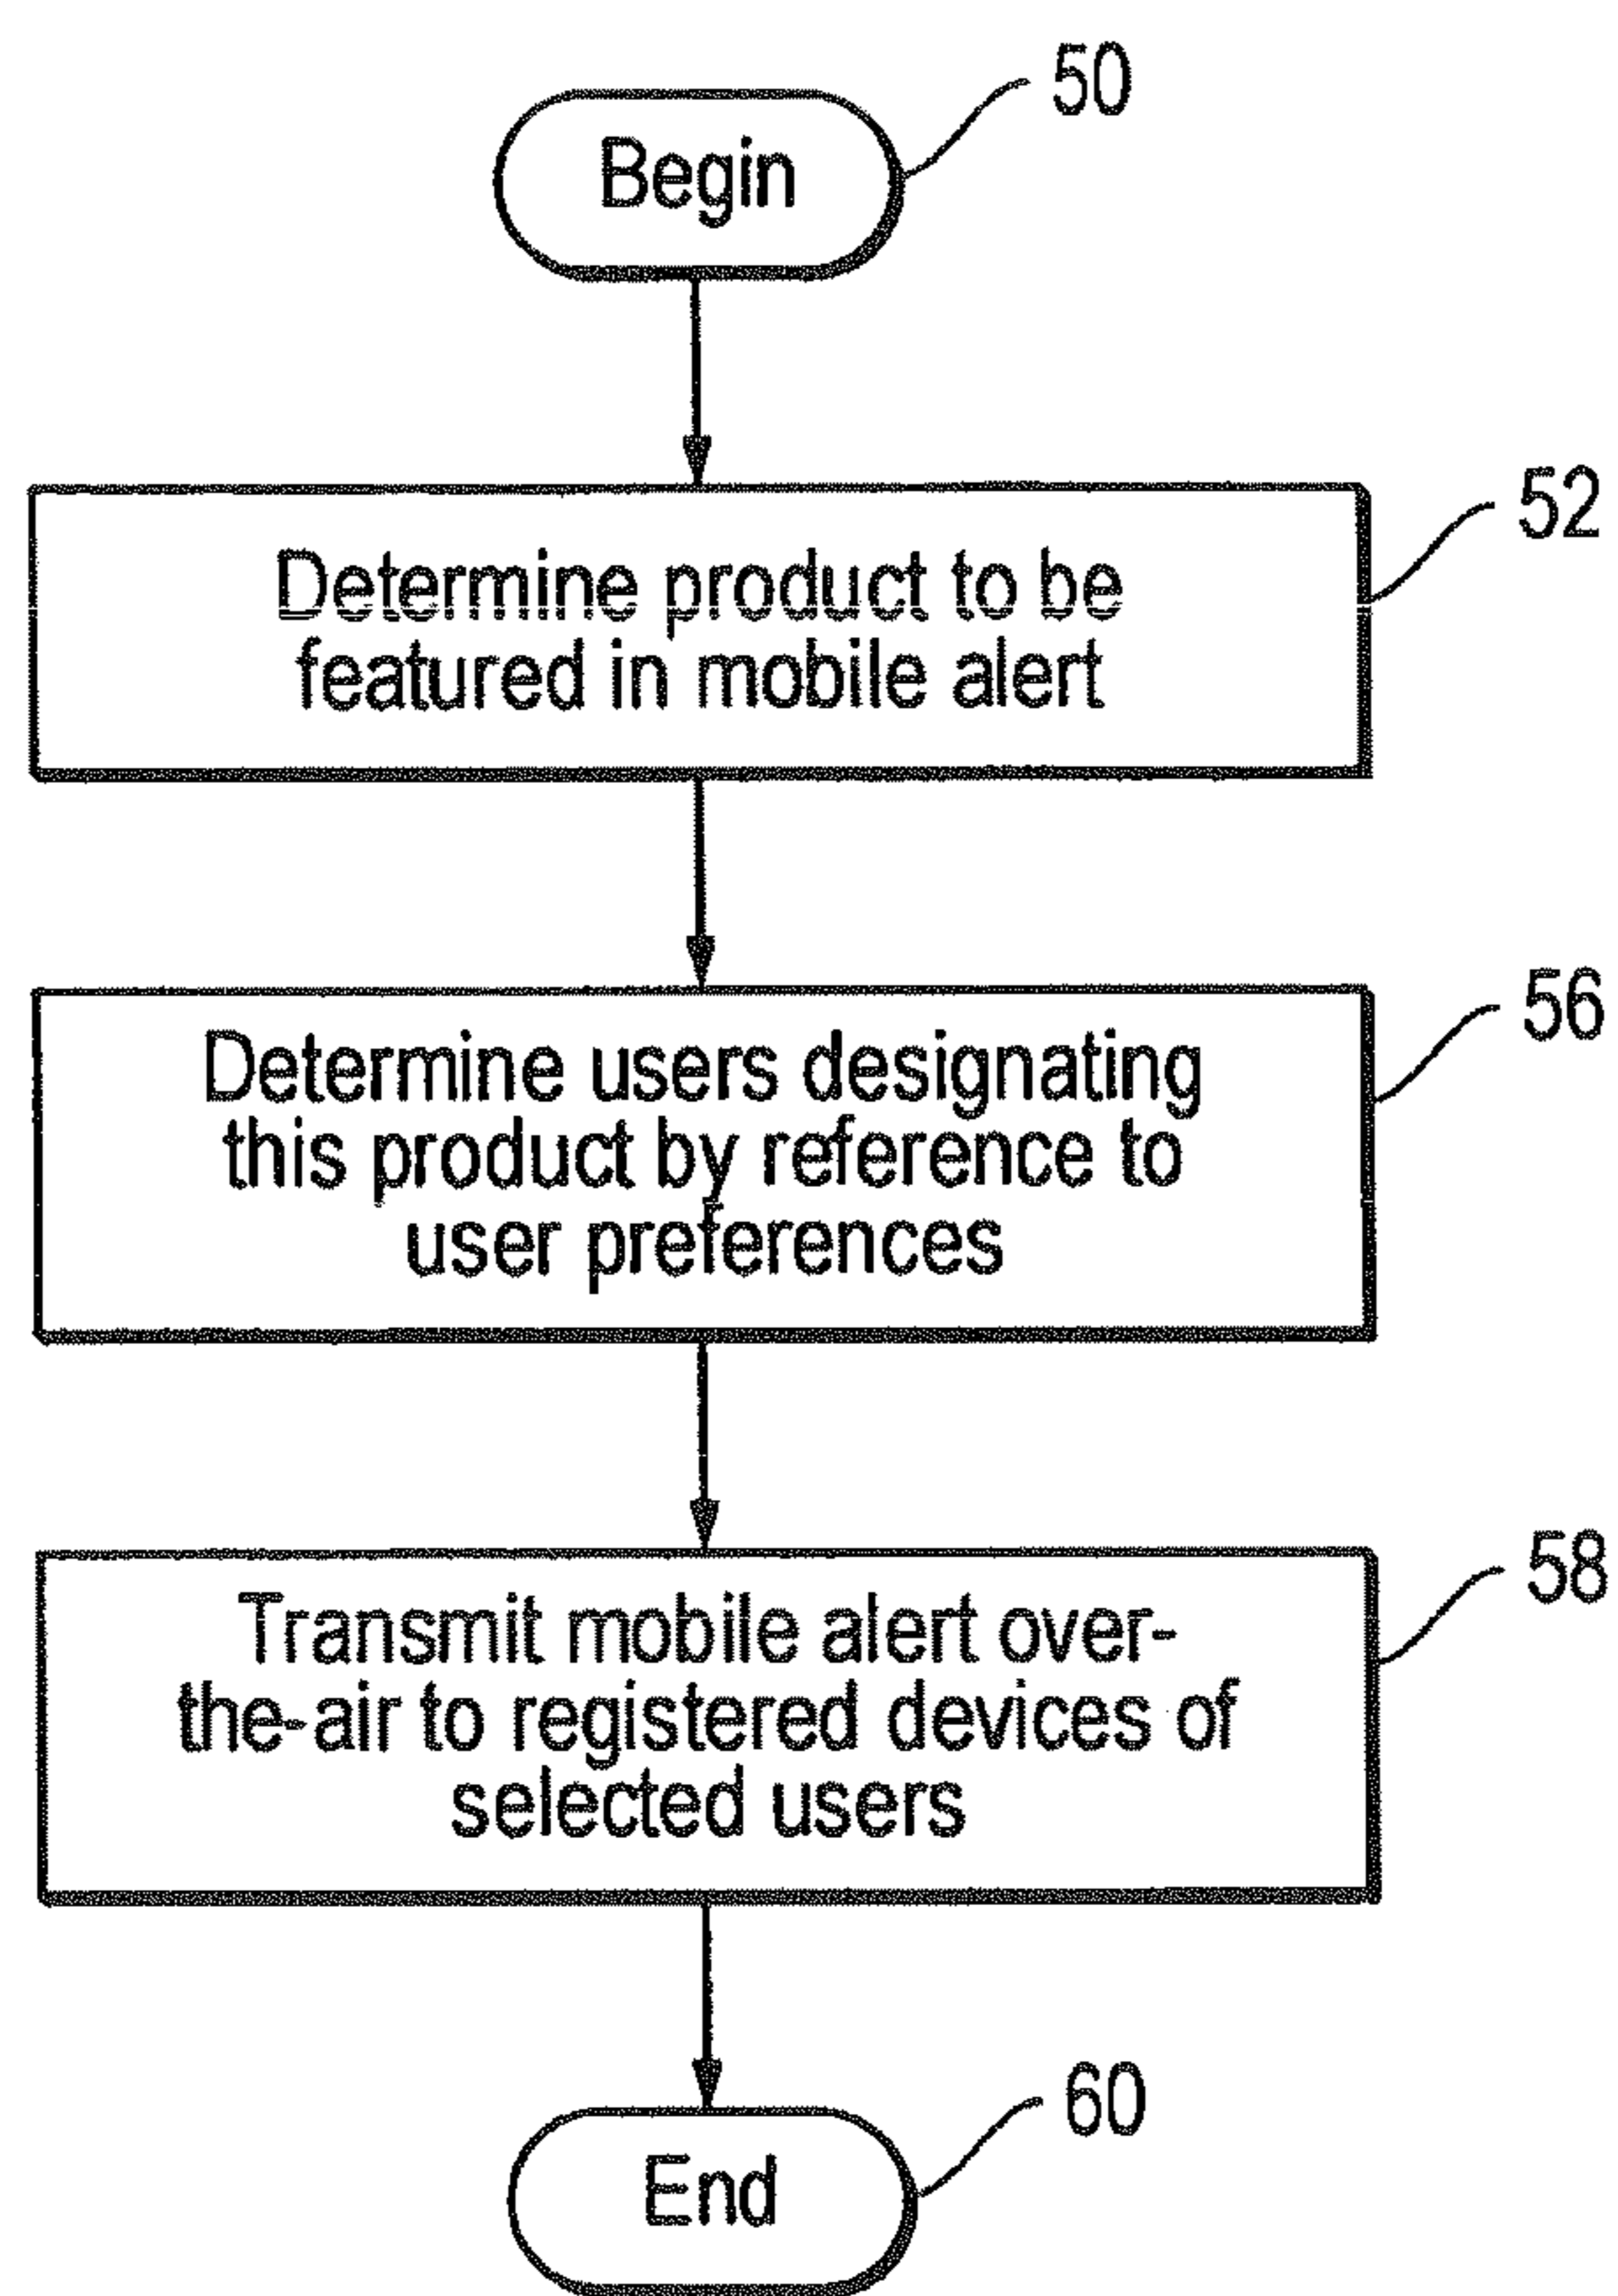 50
Begin
52
Determine product to be
featured in mobile alert
56
Determine users designating
this product by reference to
user preferences
58
Transmit mobile alert over-
the-air to registered devices of
selected users
60
End